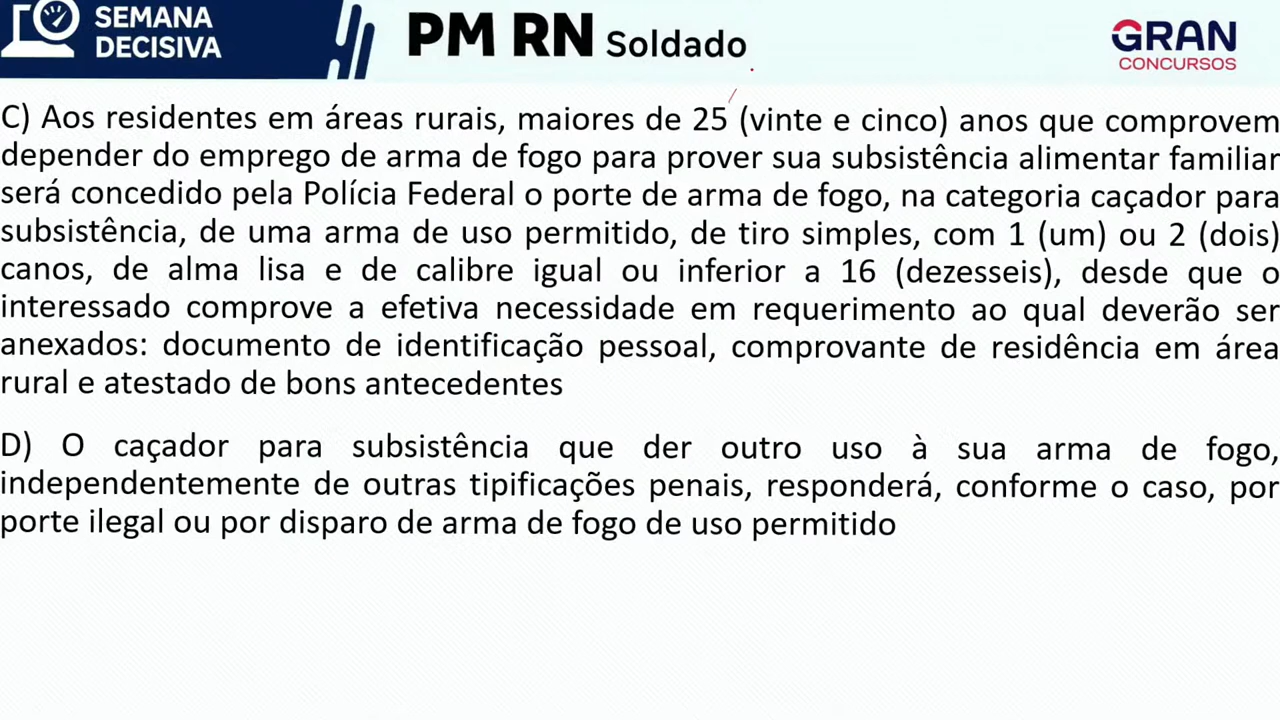 SEMANA
DECISIVA
PM RN Soldado
GRAN
CONCURSOS
C) Aos residentes em áreas rurais, maiores de 25 (vinte e cinco) anos que comprovem
depender do emprego de arma de fogo para prover sua subsistência alimentar familiar
será concedido pela Polícia Federal o porte de arma de fogo, na categoria caçador para
subsistência, de uma arma de uso permitido, de tiro simples, com 1 (um) ou 2 (dois)
canos, de alma lisa e de calibre igual ou inferior a 16 (dezesseis), desde que o
interessado comprove a efetiva necessidade em requerimento ao qual deverão ser
anexados: documento de identificação pessoal, comprovante de residência em área
rural e atestado de bons antecedentes
D) O caçador para subsistência que der outro uso à sua arma de fogo,
independentemente de outras tipificações penais, responderá, conforme o caso, por
porte ilegal ou por disparo de arma de fogo de uso permitido